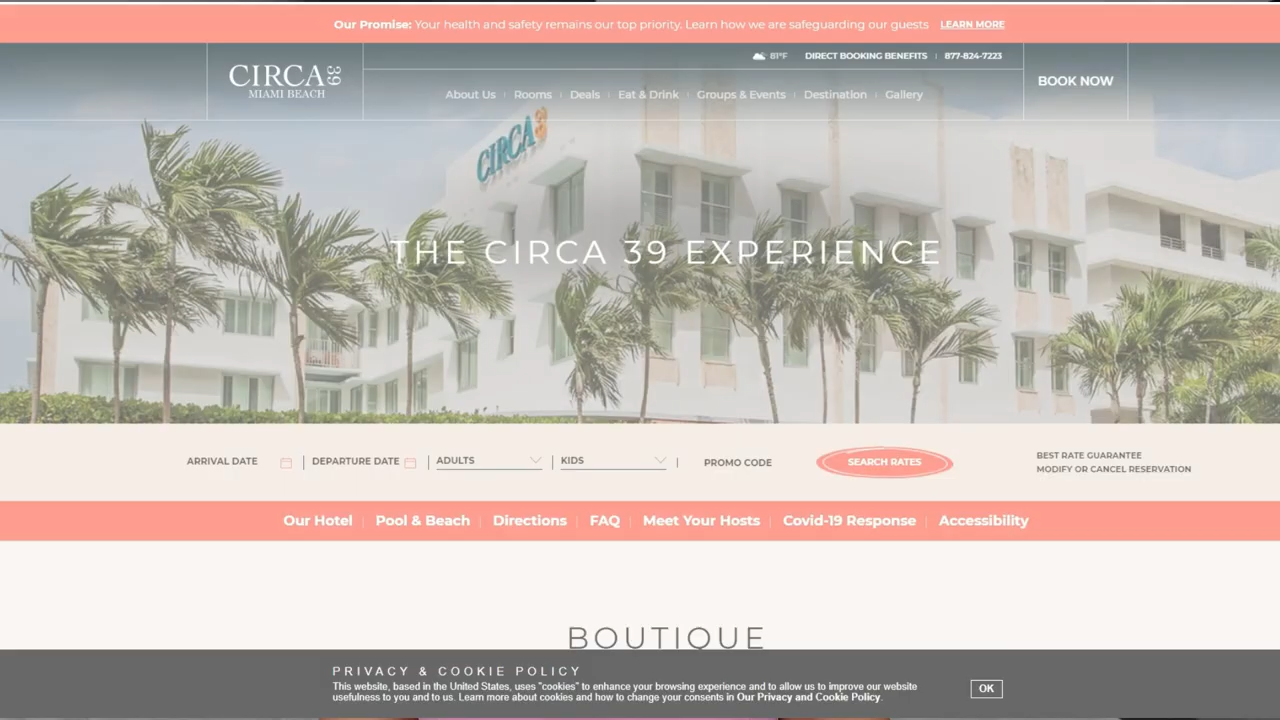 Our Promise: Your health and safety remains our top priority. Learn how we are safeguarding our guests LEARN MORE
CIRCA 39
MIAMI BEACH
81°F DIRECT BOOKING BENEFITS 877-824-7223
About Us Rooms Deals Eat & Drink Groups & Events Destination Gallery
BOOK NOW
CIRCA 3
THE CIRCA 39 EXPERIENCE
ARRIVAL DATE DEPARTURE DATE ADULTS KIDS PROMO CODE SEARCH RATES
BEST RATE GUARANTEE
MODIFY OR CANCEL RESERVATION
Our Hotel Pool & Beach Directions FAQ Meet Your Hosts Covid-19 Response Accessibility
BOUTIQUE
PRIVACY & COOKIE POLICY
This website, based in the United States, uses "cookies" to enhance your browsing experience and to allow us to improve our website
usefulness to you and to us. Learn more about cookies and how to change your consents in Our Privacy and Cookie Policy.
OK